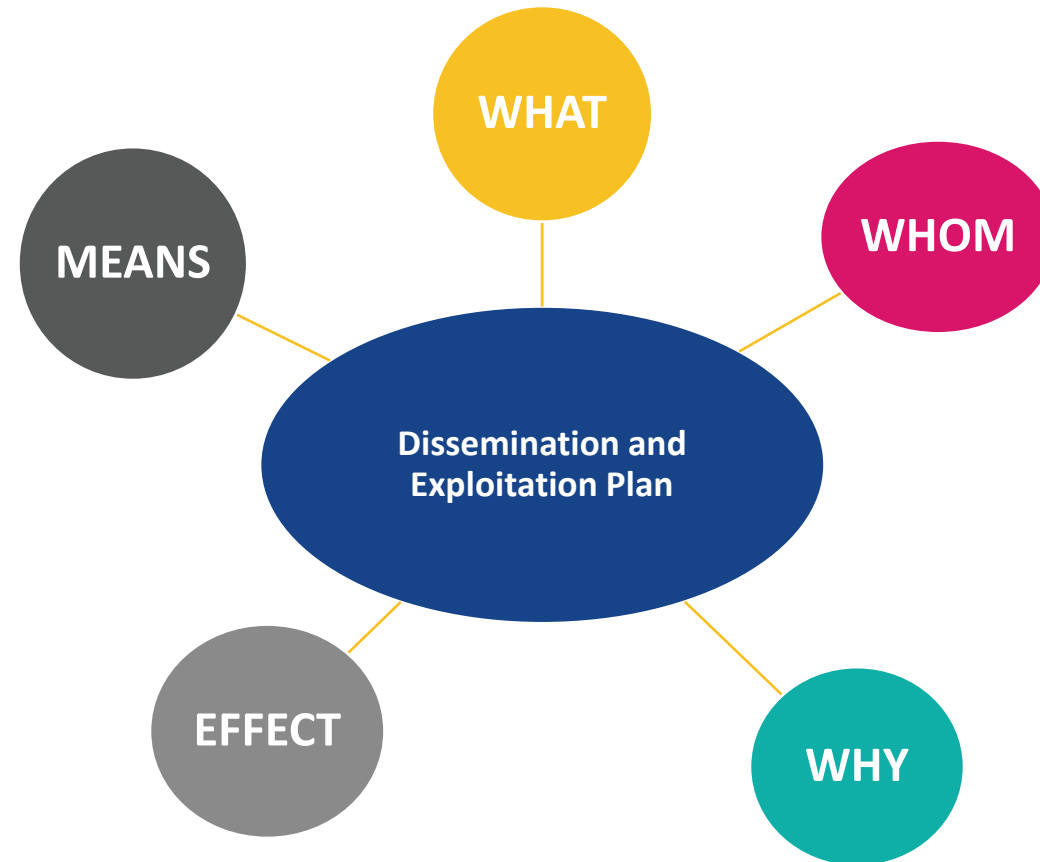 WHAT
WHOM
MEANS
Dissemination and
Exploitation Plan
EFFECT
WHY